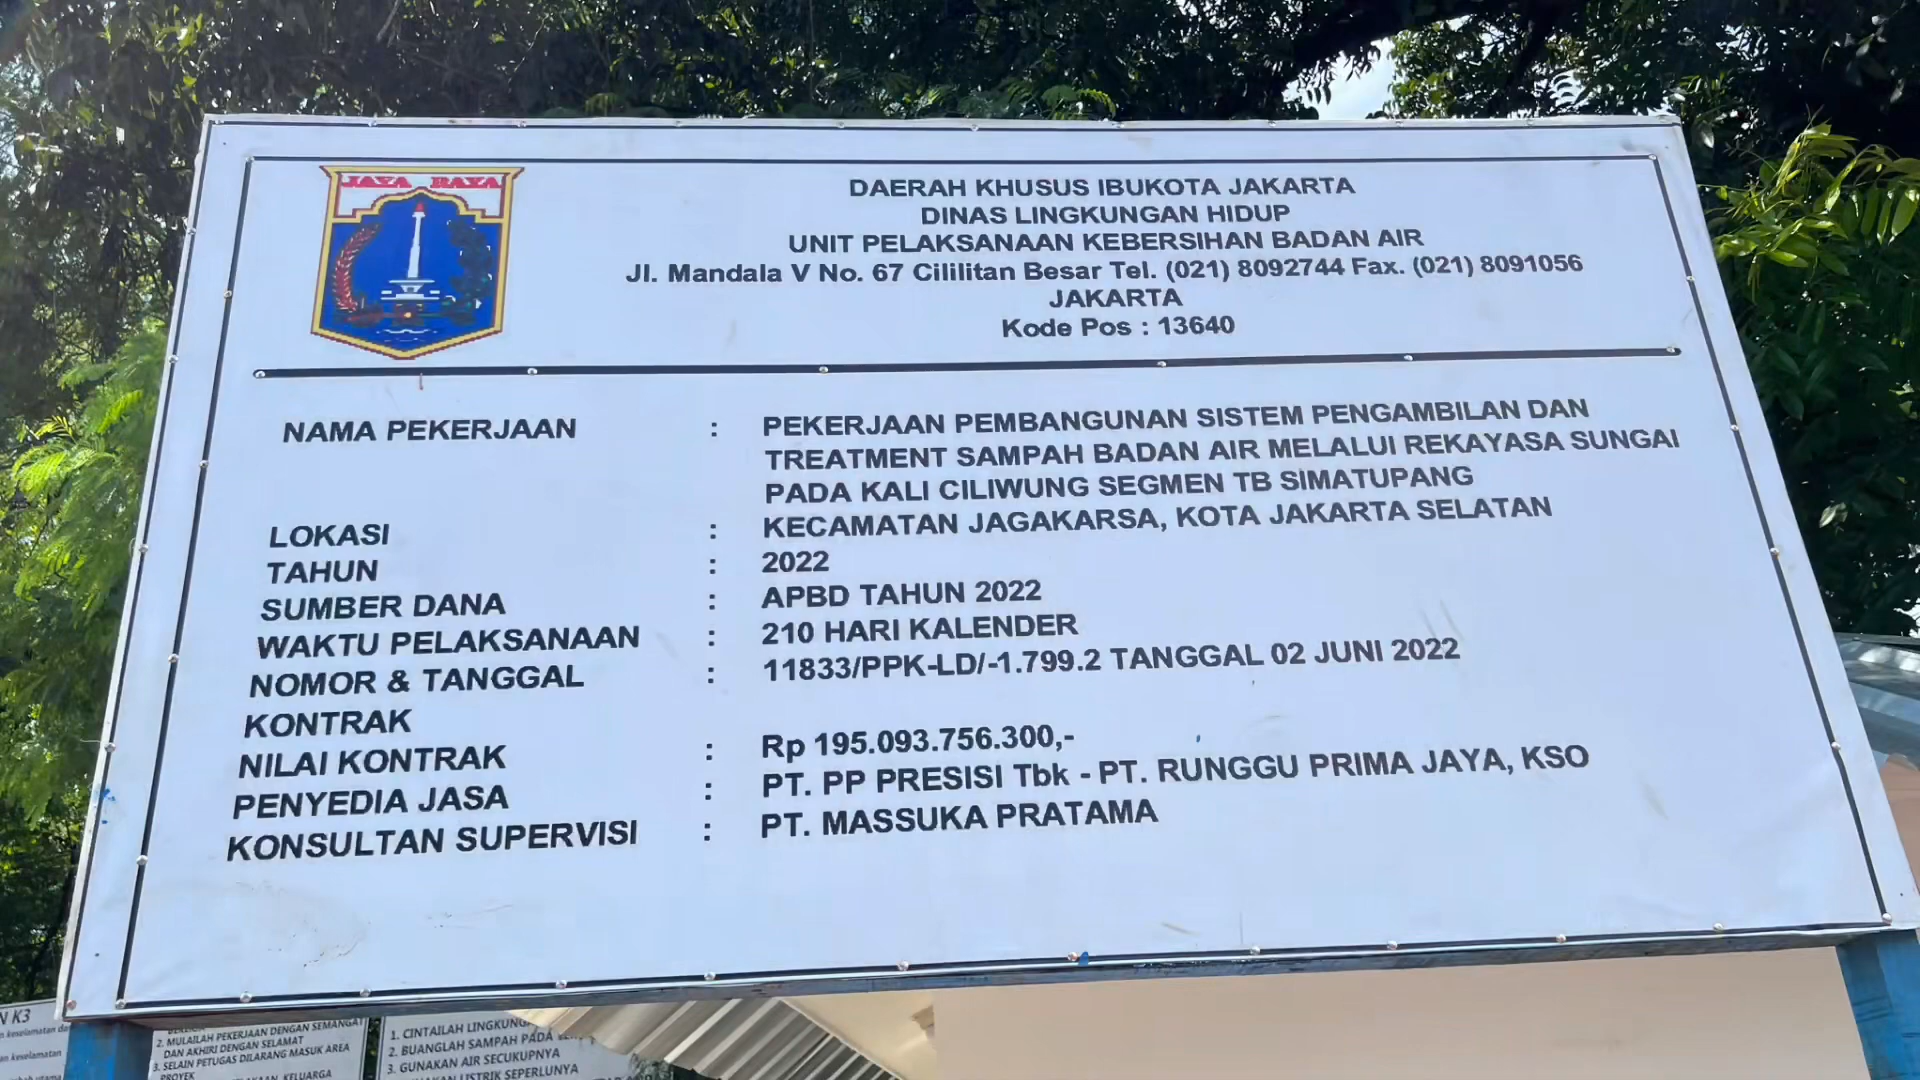 JAYA RAYA
DAERAH KHUSUS IBUKOTA JAKARTA
DINAS LINGKUNGAN HIDUP
UNIT PELAKSANAAN KEBERSIHAN BADAN AIR
Jl. Mandala V No. 67 Cililitan Besar Tel. (021) 8092744 Fax. (021) 8091056
JAKARTA
Kode Pos : 13640
NAMA PEKERJAAN : PEKERJAAN PEMBANGUNAN SISTEM PENGAMBILAN DAN
TREATMENT SAMPAH BADAN AIR MELALUI REKAYASA SUNGAI
PADA KALI CILIWUNG SEGMEN TB SIMATUPANG
LOKASI : KECAMATAN JAGAKARSA, KOTA JAKARTA SELATAN
TAHUN : 2022
SUMBER DANA : APBD TAHUN 2022
WAKTU PELAKSANAAN : 210 HARI KALENDER
NOMOR & TANGGAL : 11833/PPK-LD/-1.799.2 TANGGAL 02 JUNI 2022
KONTRAK
NILAI KONTRAK : Rp 195.093.756.300,-
PENYEDIA JASA : PT. PP PRESISI Tbk - PT. RUNGGU PRIMA JAYA, KSO
KONSULTAN SUPERVISI : PT. MASSUKA PRATAMA
N K3
keselamatan
keselamatan
2. MULAILAH PEKERJAAN DENGAN SEMANGAT
DAN AKHIRI DENGAN SELAMAT
3. SELAIN PETUGAS DILARANG MASUK AREA
PROYEK
KELUARGA
1. CINTAILAH
2. BUANGLAH SAMPAH PADA
3. GUNAKAN AIR SECUKUPNYA
LISTRIK SEPERLUNYA